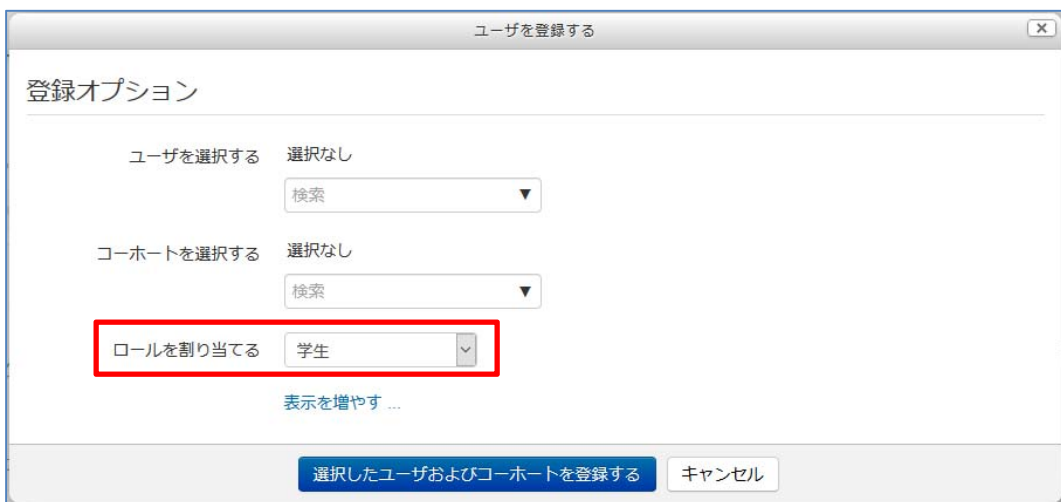 ユーザを登録する
登録オプション
ユーザを選択する 選択なし
検索 ▼
コーホートを選択する 選択なし
検索 ▼
ロールを割り当てる 学生
表示を増やす ...
選択したユーザおよびコーホートを登録する キャンセル